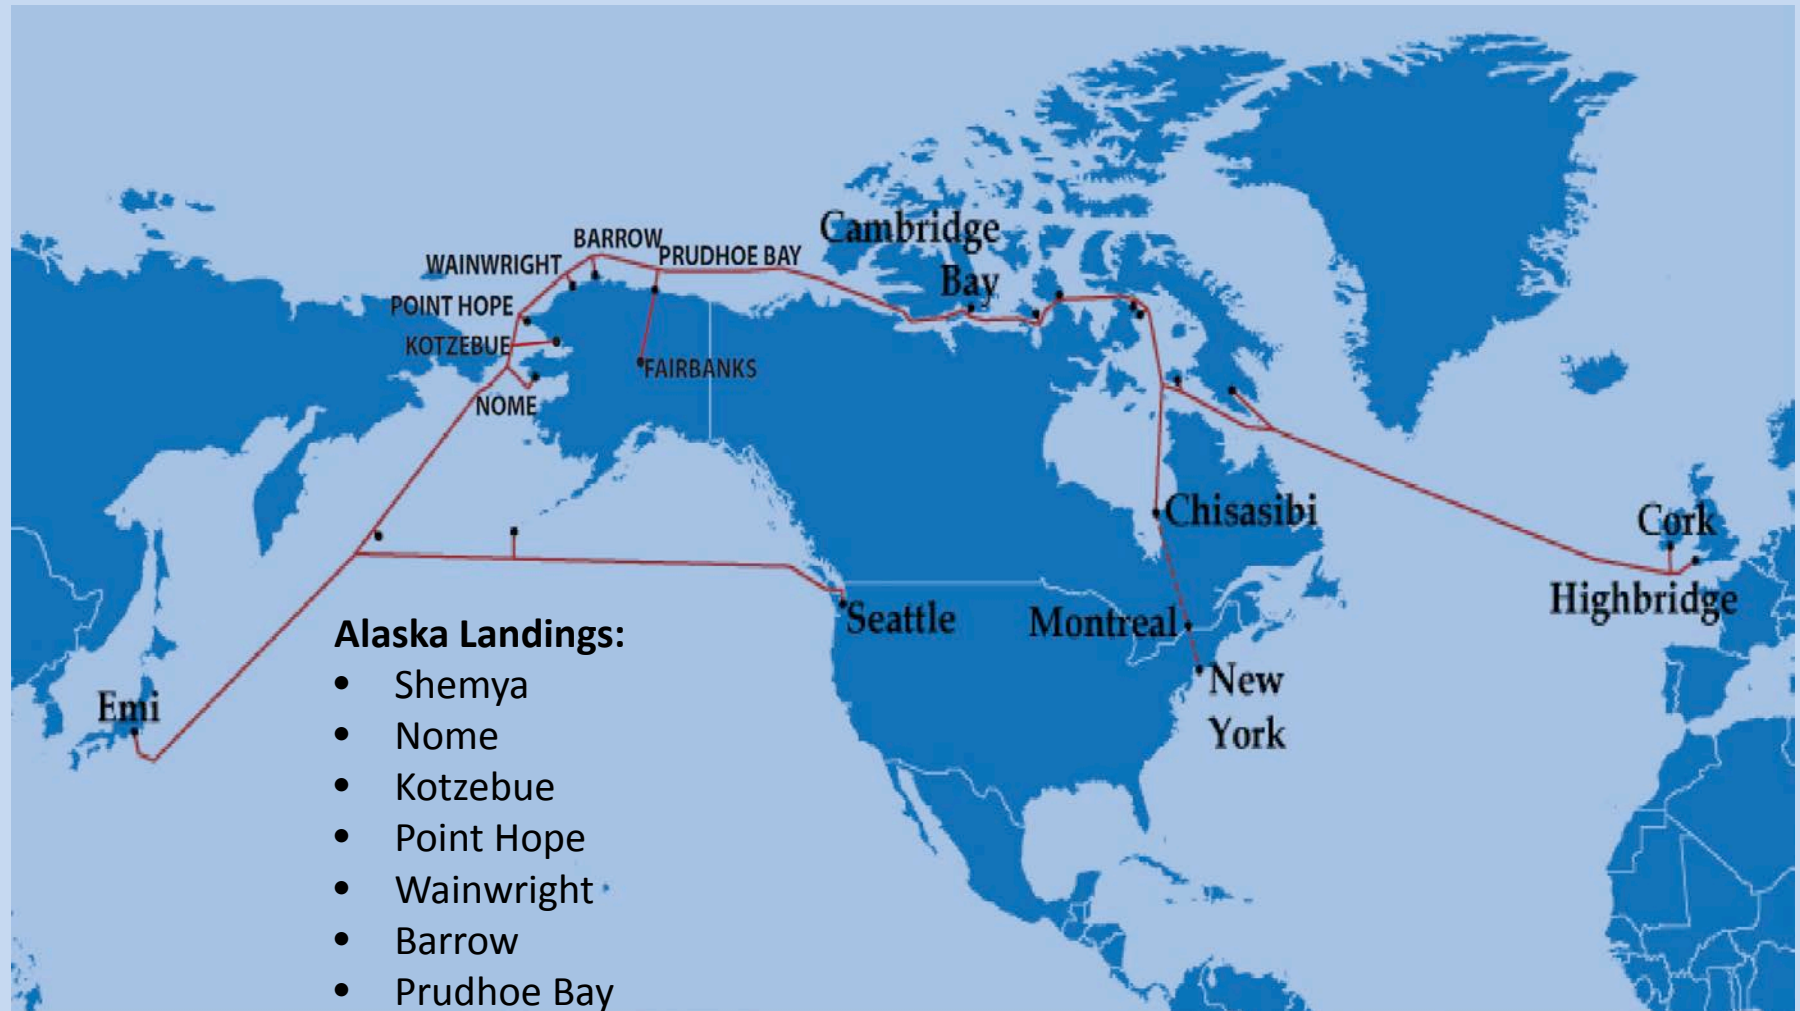 BARROW
WAINWRIGHT
PRUDHOE BAY
Cambridge
Bay
POINT HOPE
KOTZEBUE
FAIRBANKS
NOME
Chisasibi
Cork
Highbridge
Seattle
Montreal
New
York
Emi
Alaska Landings:
• Shemya
• Nome
• Kotzebue
• Point Hope
• Wainwright
• Barrow
• Prudhoe Bay